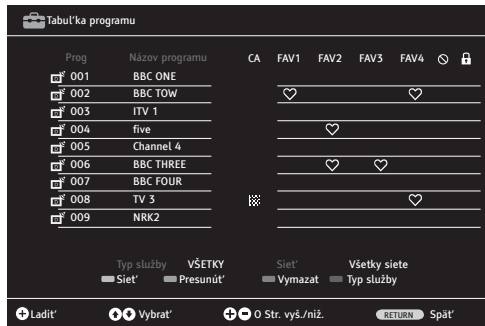 Tabuľka programu
Prog Názov programu CA FAV1 FAV2 FAV3 FAV4
001 BBC ONE
002 BBC TOW
003 ITV 1
004 five
005 Channel 4
006 BBC THREE
007 BBC FOUR
008 TV 3
009 NRK2
Typ služby VŠETKY Sieť Všetky siete
Sieť Presunúť Vymazat Typ služby
Ladiť Vybrať 0 Str. vyš./niž. RETURN Späť